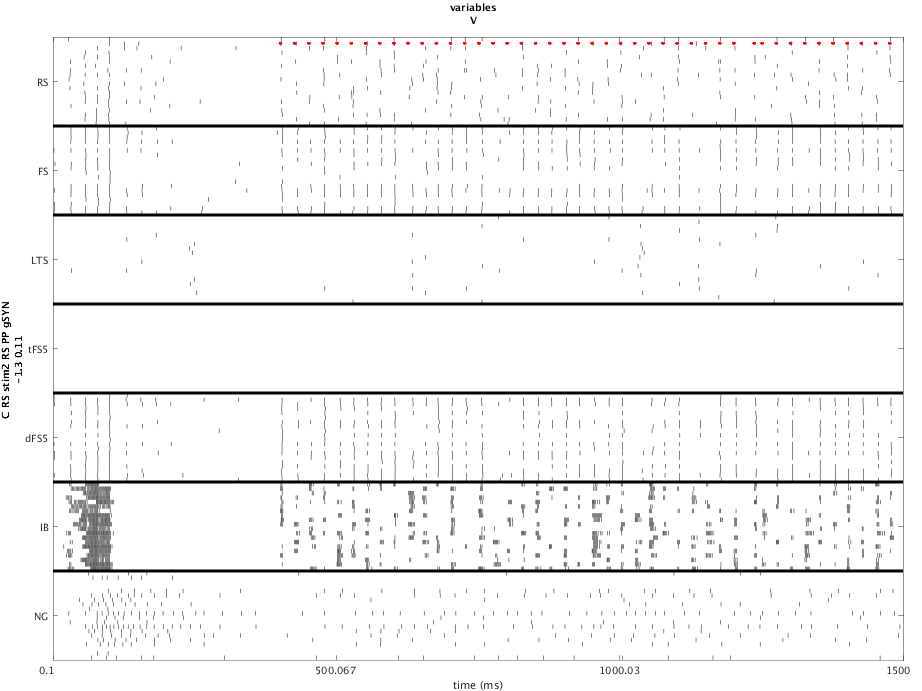 variables
V
RS
FS
LTS
tFS5
dFS5
IB
NG
C RS stim2 RS PP gSYN
-1.3 0.11
0.1
500.067
1000.03
1500
time (ms)